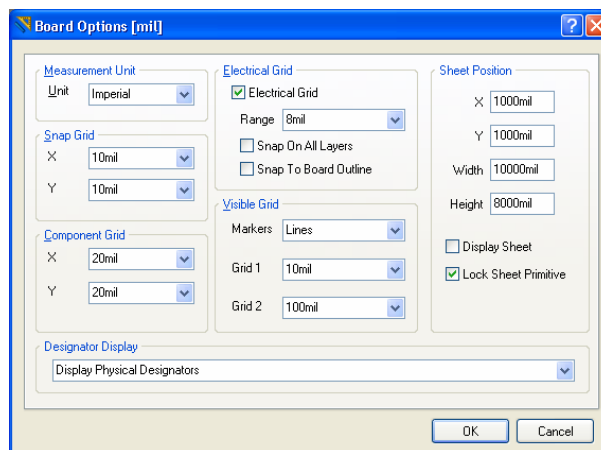 Board Options [mil]
Measurement Unit
Unit Imperial
Snap Grid
X 10mil
Y 10mil
Component Grid
X 20mil
Y 20mil
Electrical Grid
Electrical Grid
Range 8mil
Snap On All Layers
Snap To Board Outline
Visible Grid
Markers Lines
Grid 1 10mil
Grid 2 100mil
Sheet Position
X 1000mil
Y 1000mil
Width 10000mil
Height 8000mil
Display Sheet
Lock Sheet Primitive
Designator Display
Display Physical Designators
OK Cancel